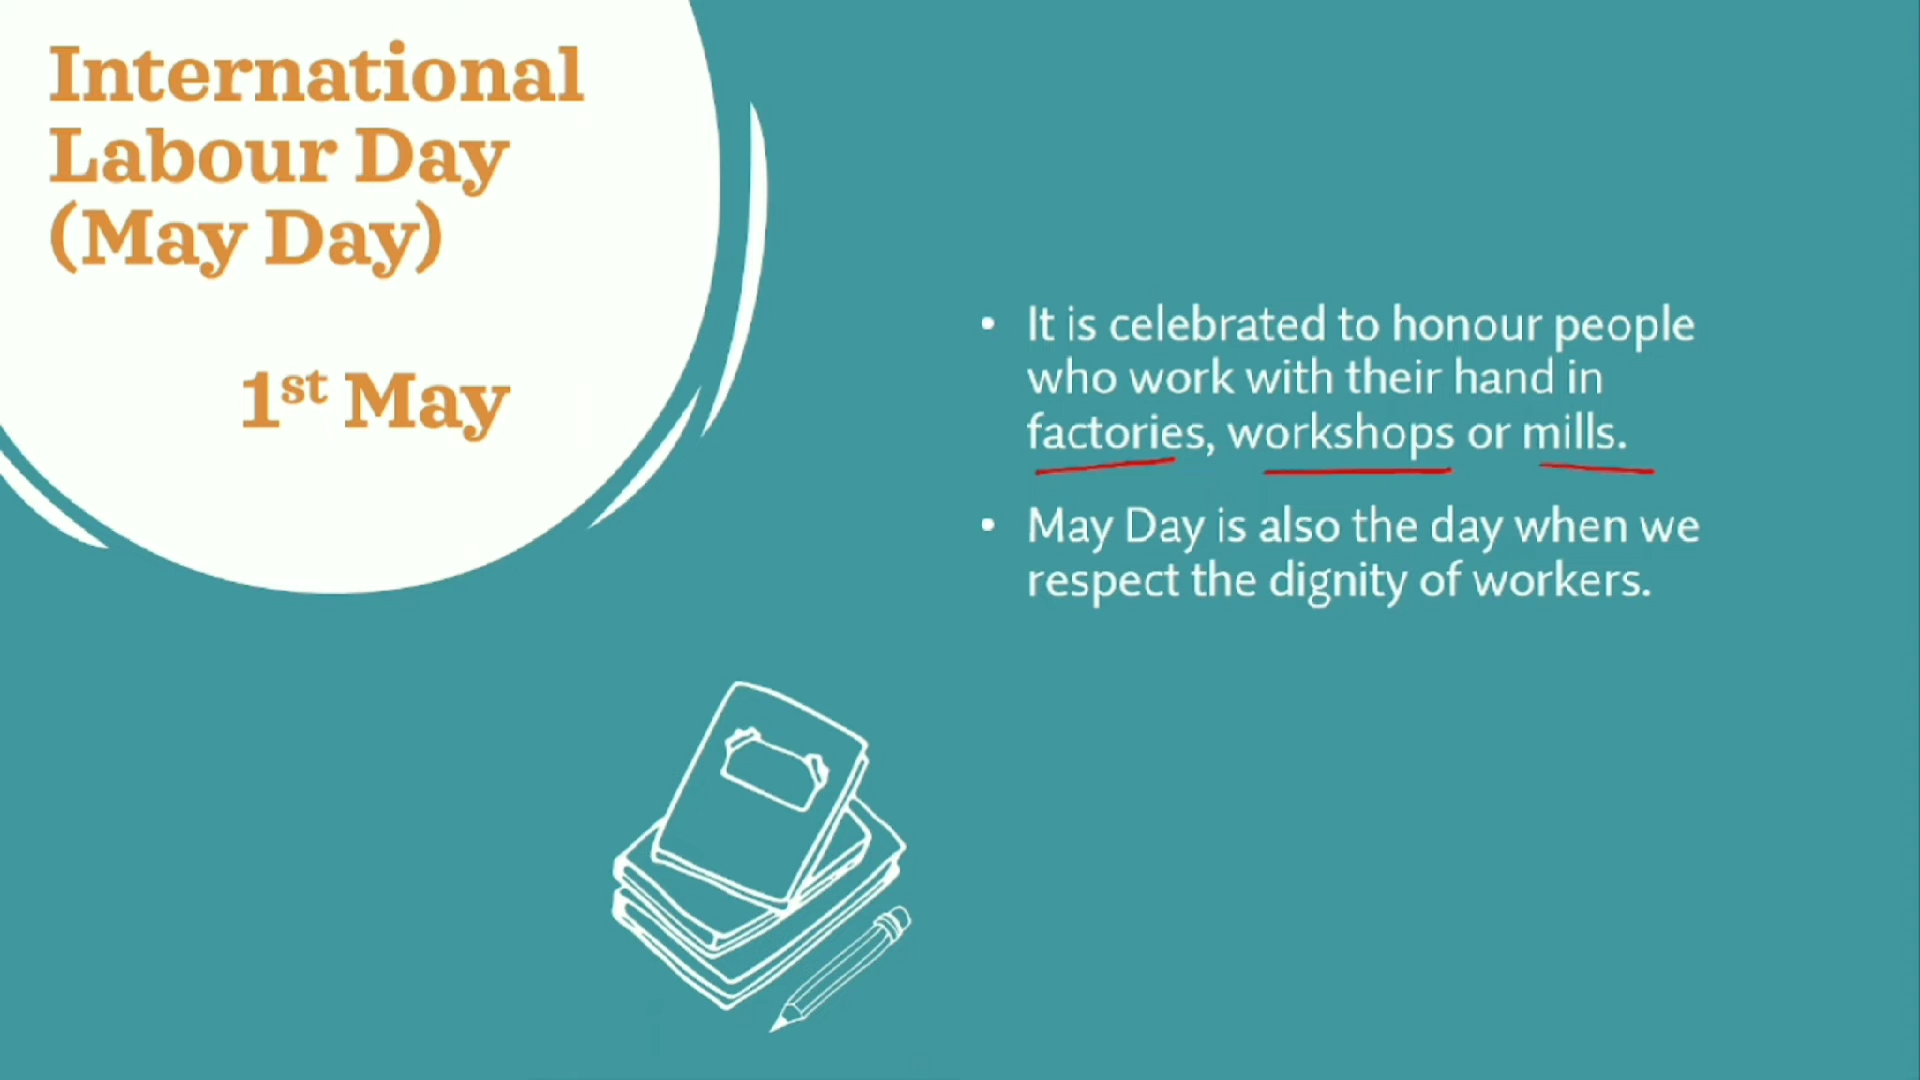 International
Labour Day
(May Day)
1st May
• It is celebrated to honour people
who work with their hand in
factories, workshops or mills.
• May Day is also the day when we
respect the dignity of workers.